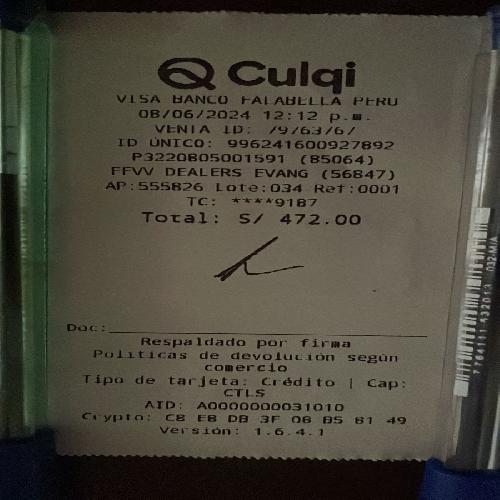 Culqi
VISA BANCO FALABELLA PERU
08/06/2024 12:12 p.m.
VENTA ID: 79763767
ID ÚNICO: 996241600927892
P3220805001591 (85064)
FFVV DEALERS EVANG (56847)
AP:555826 Lote:034 Ref:0001
TC: ****9187
Total: S/ 472.00
Doc:
Respaldado por firma
Políticas de devolución según
comercio
Tipo de tarjeta: Crédito | Cap:
CTLS
AID: A0000000031010
Crypto: C8 E8 DB 3F 08 B5 81 49
Versión: 1.6.4.1